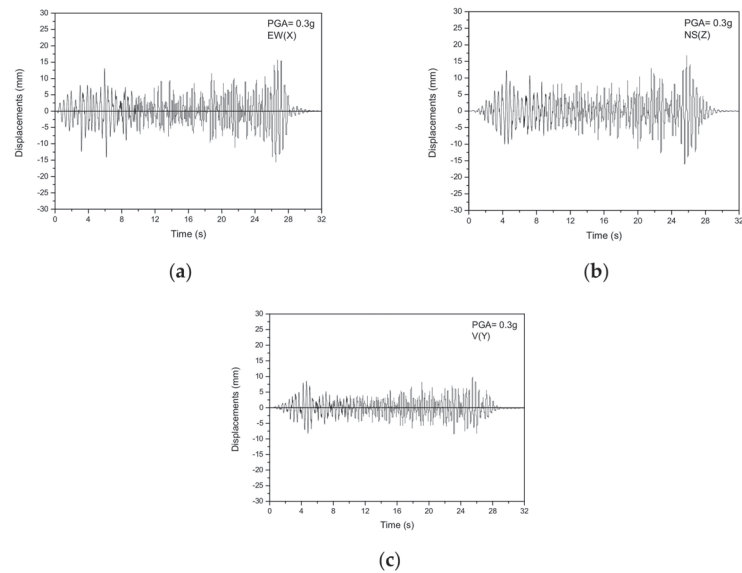 PGA= 0.3g
EW(X)
30
25
20
15
10
5
0
-5
-10
-15
-20
-25
-30
Displacements (mm)
0 4 8 12 16 20 24 28 32
Time (s)
(a)
PGA= 0.3g
NS(Z)
30
25
20
15
10
5
0
-5
-10
-15
-20
-25
-30
Displacements (mm)
0 4 8 12 16 20 24 28 32
Time (s)
(b)
PGA= 0.3g
V(Y)
30
25
20
15
10
5
0
-5
-10
-15
-20
-25
-30
Displacements (mm)
0 4 8 12 16 20 24 28 32
Time (s)
(c)